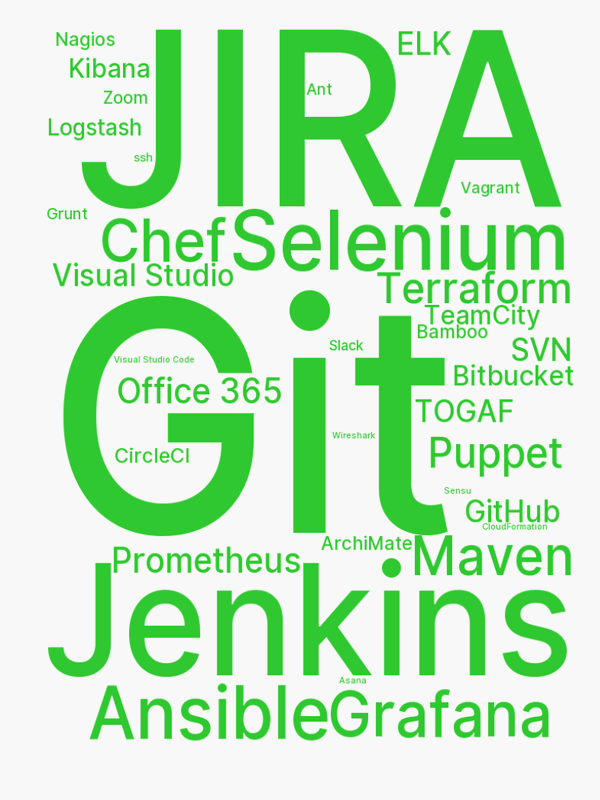 Nagios
ELK
JIRA
Kibana
Ant
Zoom
Logstash
ssh
Vagrant
Grunt
Chef
Selenium
Visual Studio
Terraform
TeamCity
Bamboo
Git
Slack
SVN
Visual Studio Code
Bitbucket
Office 365
TOGAF
Wireshark
CircleCI
Puppet
Sensu
GitHub
CloudFormation
ArchiMate
Maven
Prometheus
Jenkins
Asana
Ansible
Grafana